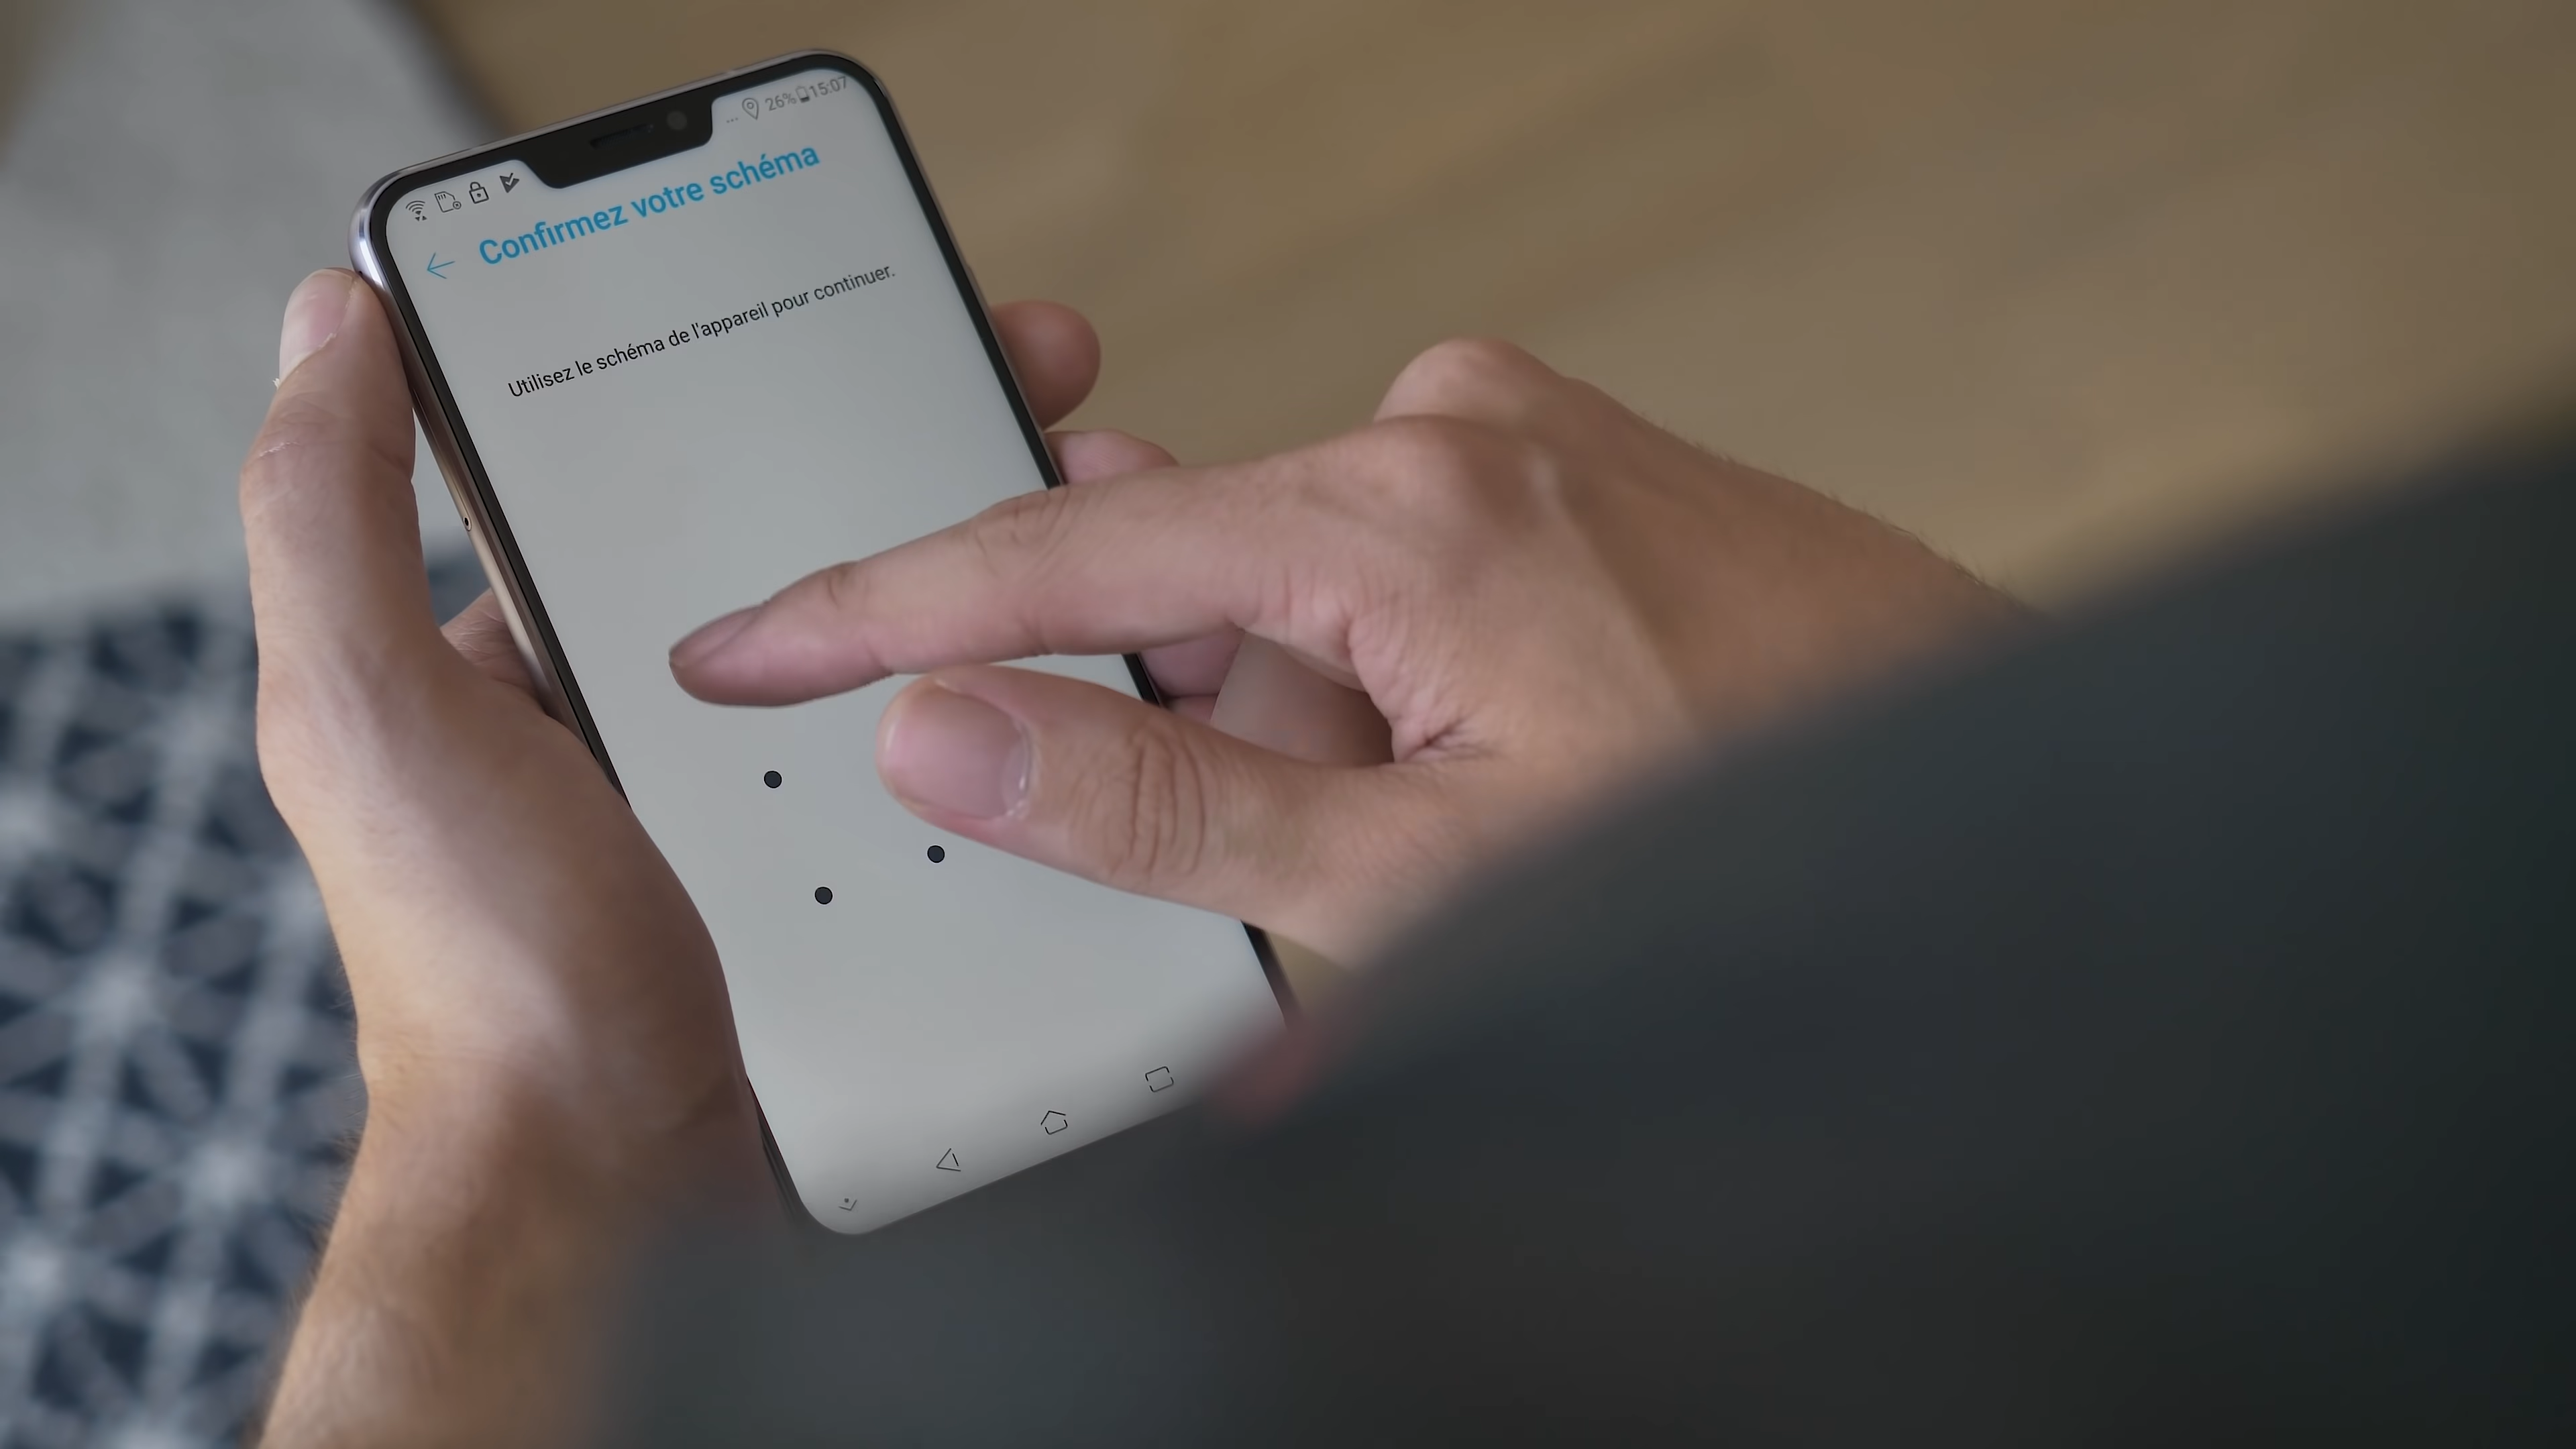 ... 26% 15:07
Confirmez votre schéma
Utilisez le schéma de l'appareil pour continuer.